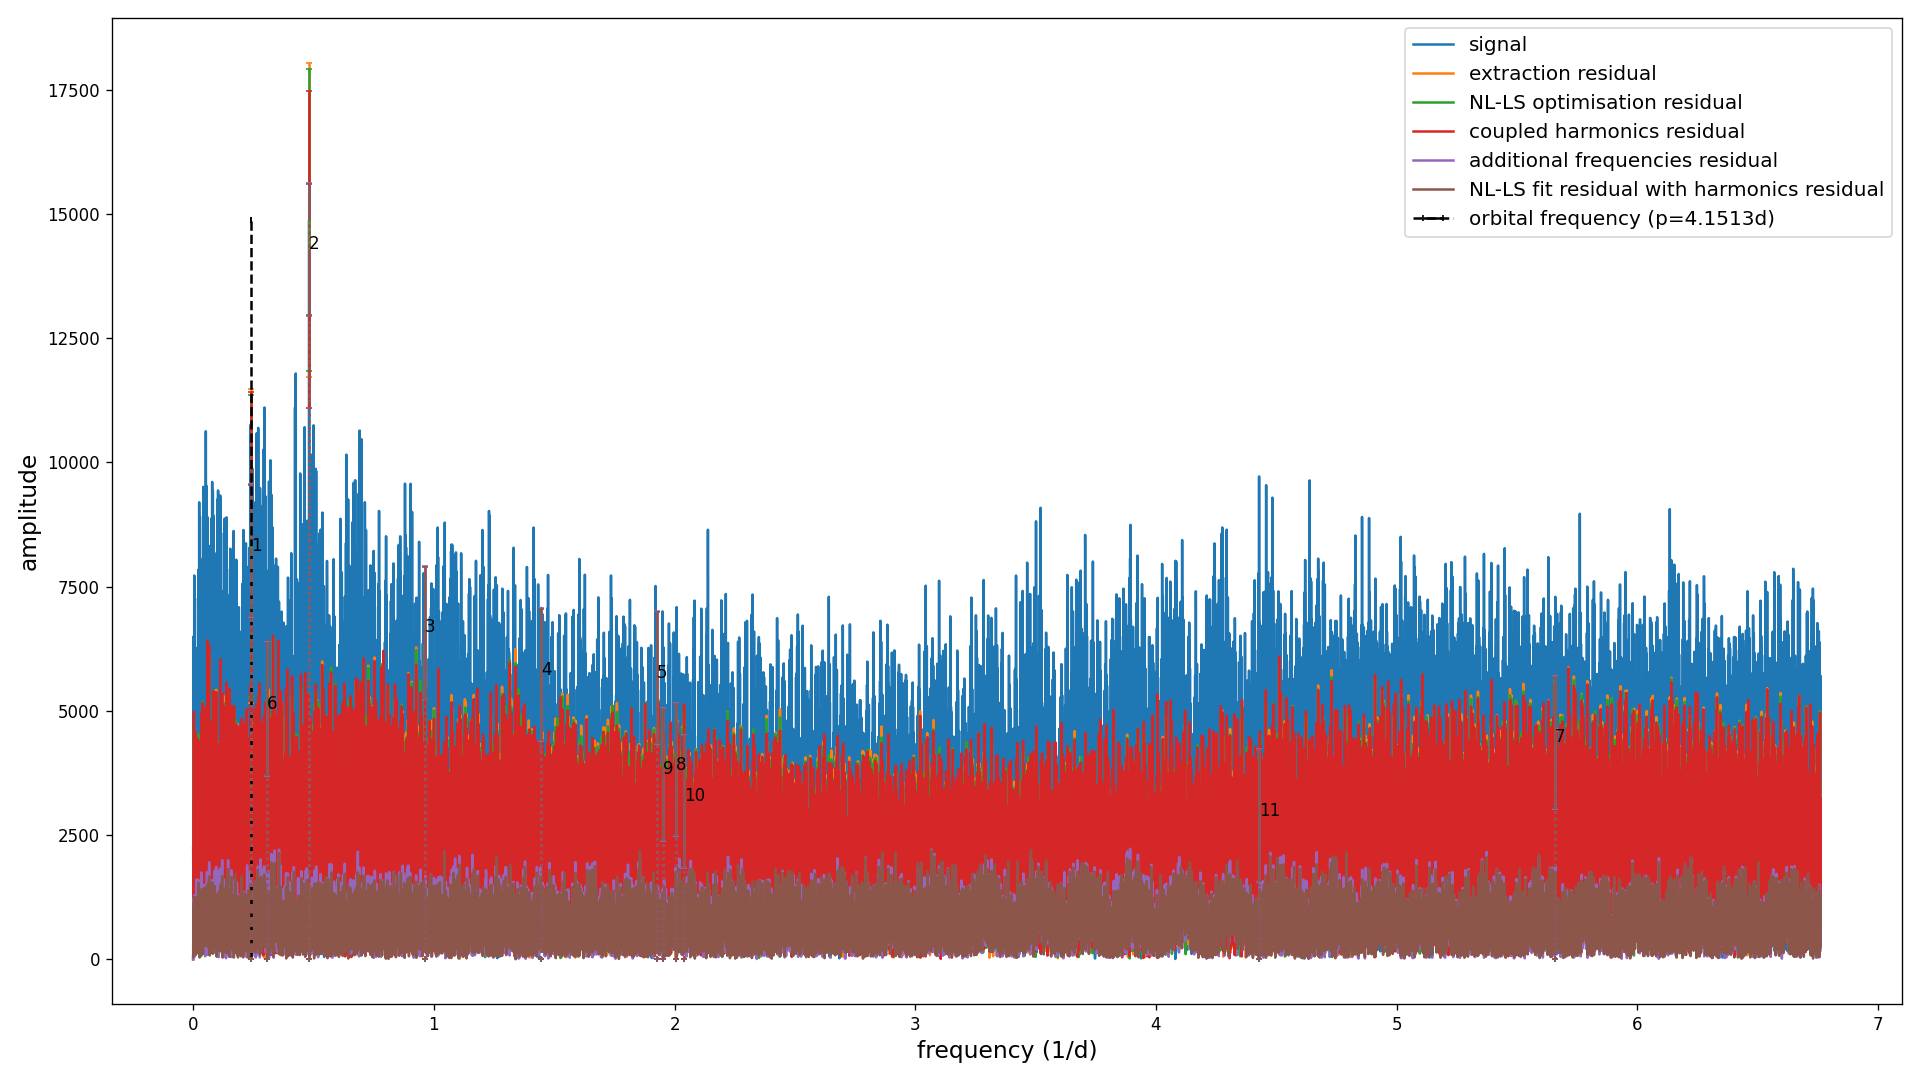 signal
extraction residual
NL-LS optimisation residual
coupled harmonics residual
additional frequencies residual
NL-LS fit residual with harmonics residual
orbital frequency (p=4.1513d)
17500
15000
12500
10000
7500
5000
2500
0
amplitude
1
2
3
4
5
6
7
8
9
10
11
0 1 2 3 4 5 6 7
frequency (1/d)